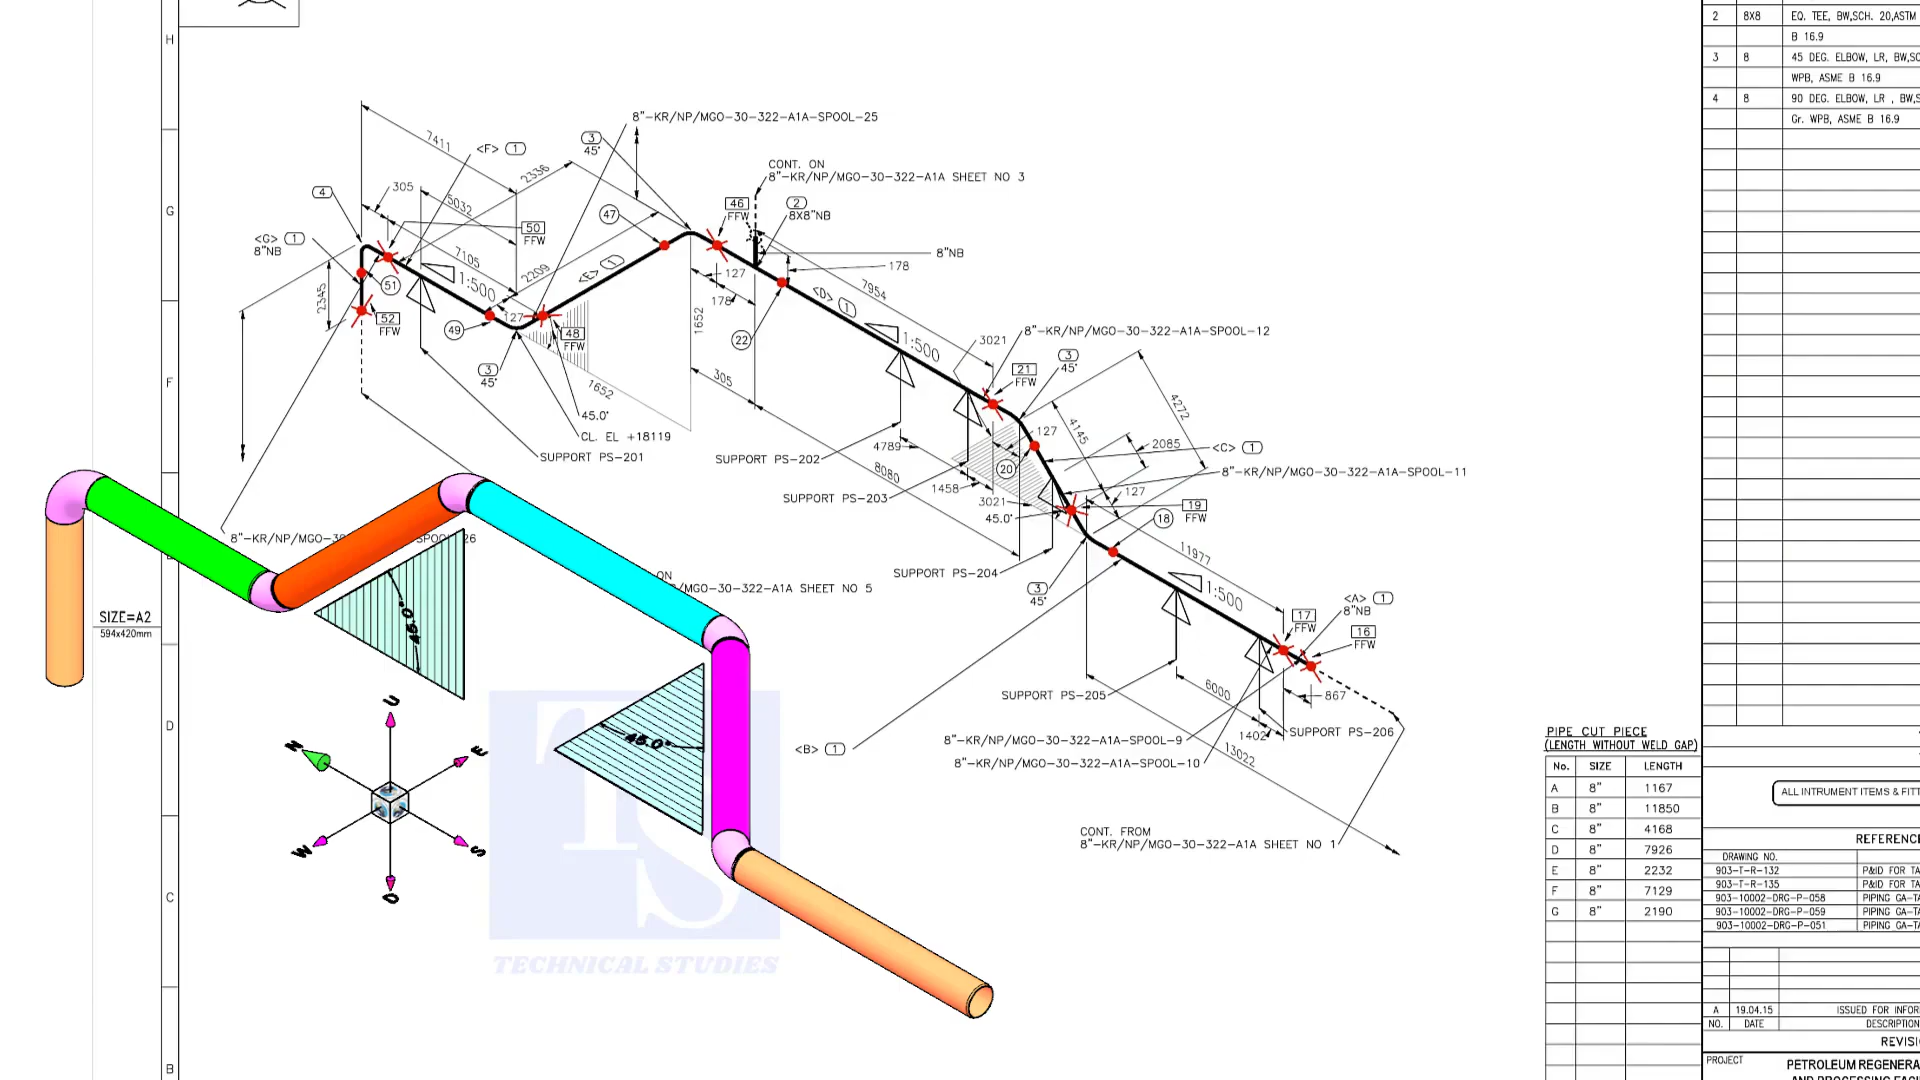 H
G
F
D
C
B
SIZE=A2
594x420mm
8"-KR/NP/MGO-30-322-A1A-SPOOL-25
3
45°
CONT. ON
8"-KR/NP/MGO-30-322-A1A SHEET NO 3
7411
<F> 1
2336
4
305
5032
50
FFW
47
46
FFW
2
8X8"NB
<G> 1
8"NB
8"NB
178
7105
2209
<E> 1
127
178
51
1:500
2345
52
FFW
49
127
48
FFW
3
45°
1652
1652
45.0°
CL. EL +18119
SUPPORT PS-201
22
<D> 1
7954
1:500
305
3021
8"-KR/NP/MGO-30-322-A1A-SPOOL-12
21
FFW
3
45°
4272
4145
127
2085
<C> 1
8"-KR/NP/MGO-30-322-A1A-SPOOL-11
SUPPORT PS-202
4789
20
8080
SUPPORT PS-203
1458
3021
45.0°
127
19
FFW
18
11977
SUPPORT PS-204
3
45°
1:500
<A> 1
8"NB
17
FFW
16
FFW
SUPPORT PS-205
6000
867
SUPPORT PS-206
1402
13022
<B> 1
8"-KR/NP/MGO-30-322-A1A-SPOOL-9
8"-KR/NP/MGO-30-322-A1A-SPOOL-10
CONT. FROM
8"-KR/NP/MGO-30-322-A1A SHEET NO 1
8"-KR/NP/MGO-3
SPOOL-26
ON
MGO-30-322-A1A SHEET NO 5
45.0°
45.0°
U
N
E
W
S
D
TS
TECHNICAL STUDIES
2 8X8 EQ. TEE, BW,SCH. 20,ASTM
B 16.9
3 8 45 DEG. ELBOW, LR, BW,SC
WPB, ASME B 16.9
4 8 90 DEG. ELBOW, LR , BW,S
Gr. WPB, ASME B 16.9
PIPE CUT PIECE
(LENGTH WITHOUT WELD GAP)
No. SIZE LENGTH
A 8" 1167
B 8" 11850
C 8" 4168
D 8" 7926
E 8" 2232
F 8" 7129
G 8" 2190
ALL INTRUMENT ITEMS & FITT
REFERENCE
DRAWING NO.
903-T-R-132 P&ID FOR TA
903-T-R-135 P&ID FOR TA
903-10002-DRG-P-058 PIPING GA-TA
903-10002-DRG-P-059 PIPING GA-TA
903-10002-DRG-P-051 PIPING GA-TA
A 19.04.15 ISSUED FOR INFOR
NO. DATE DESCRIPTION
REVISI
PROJECT
PETROLEUM REGENERA
AND PROCESSING FACI